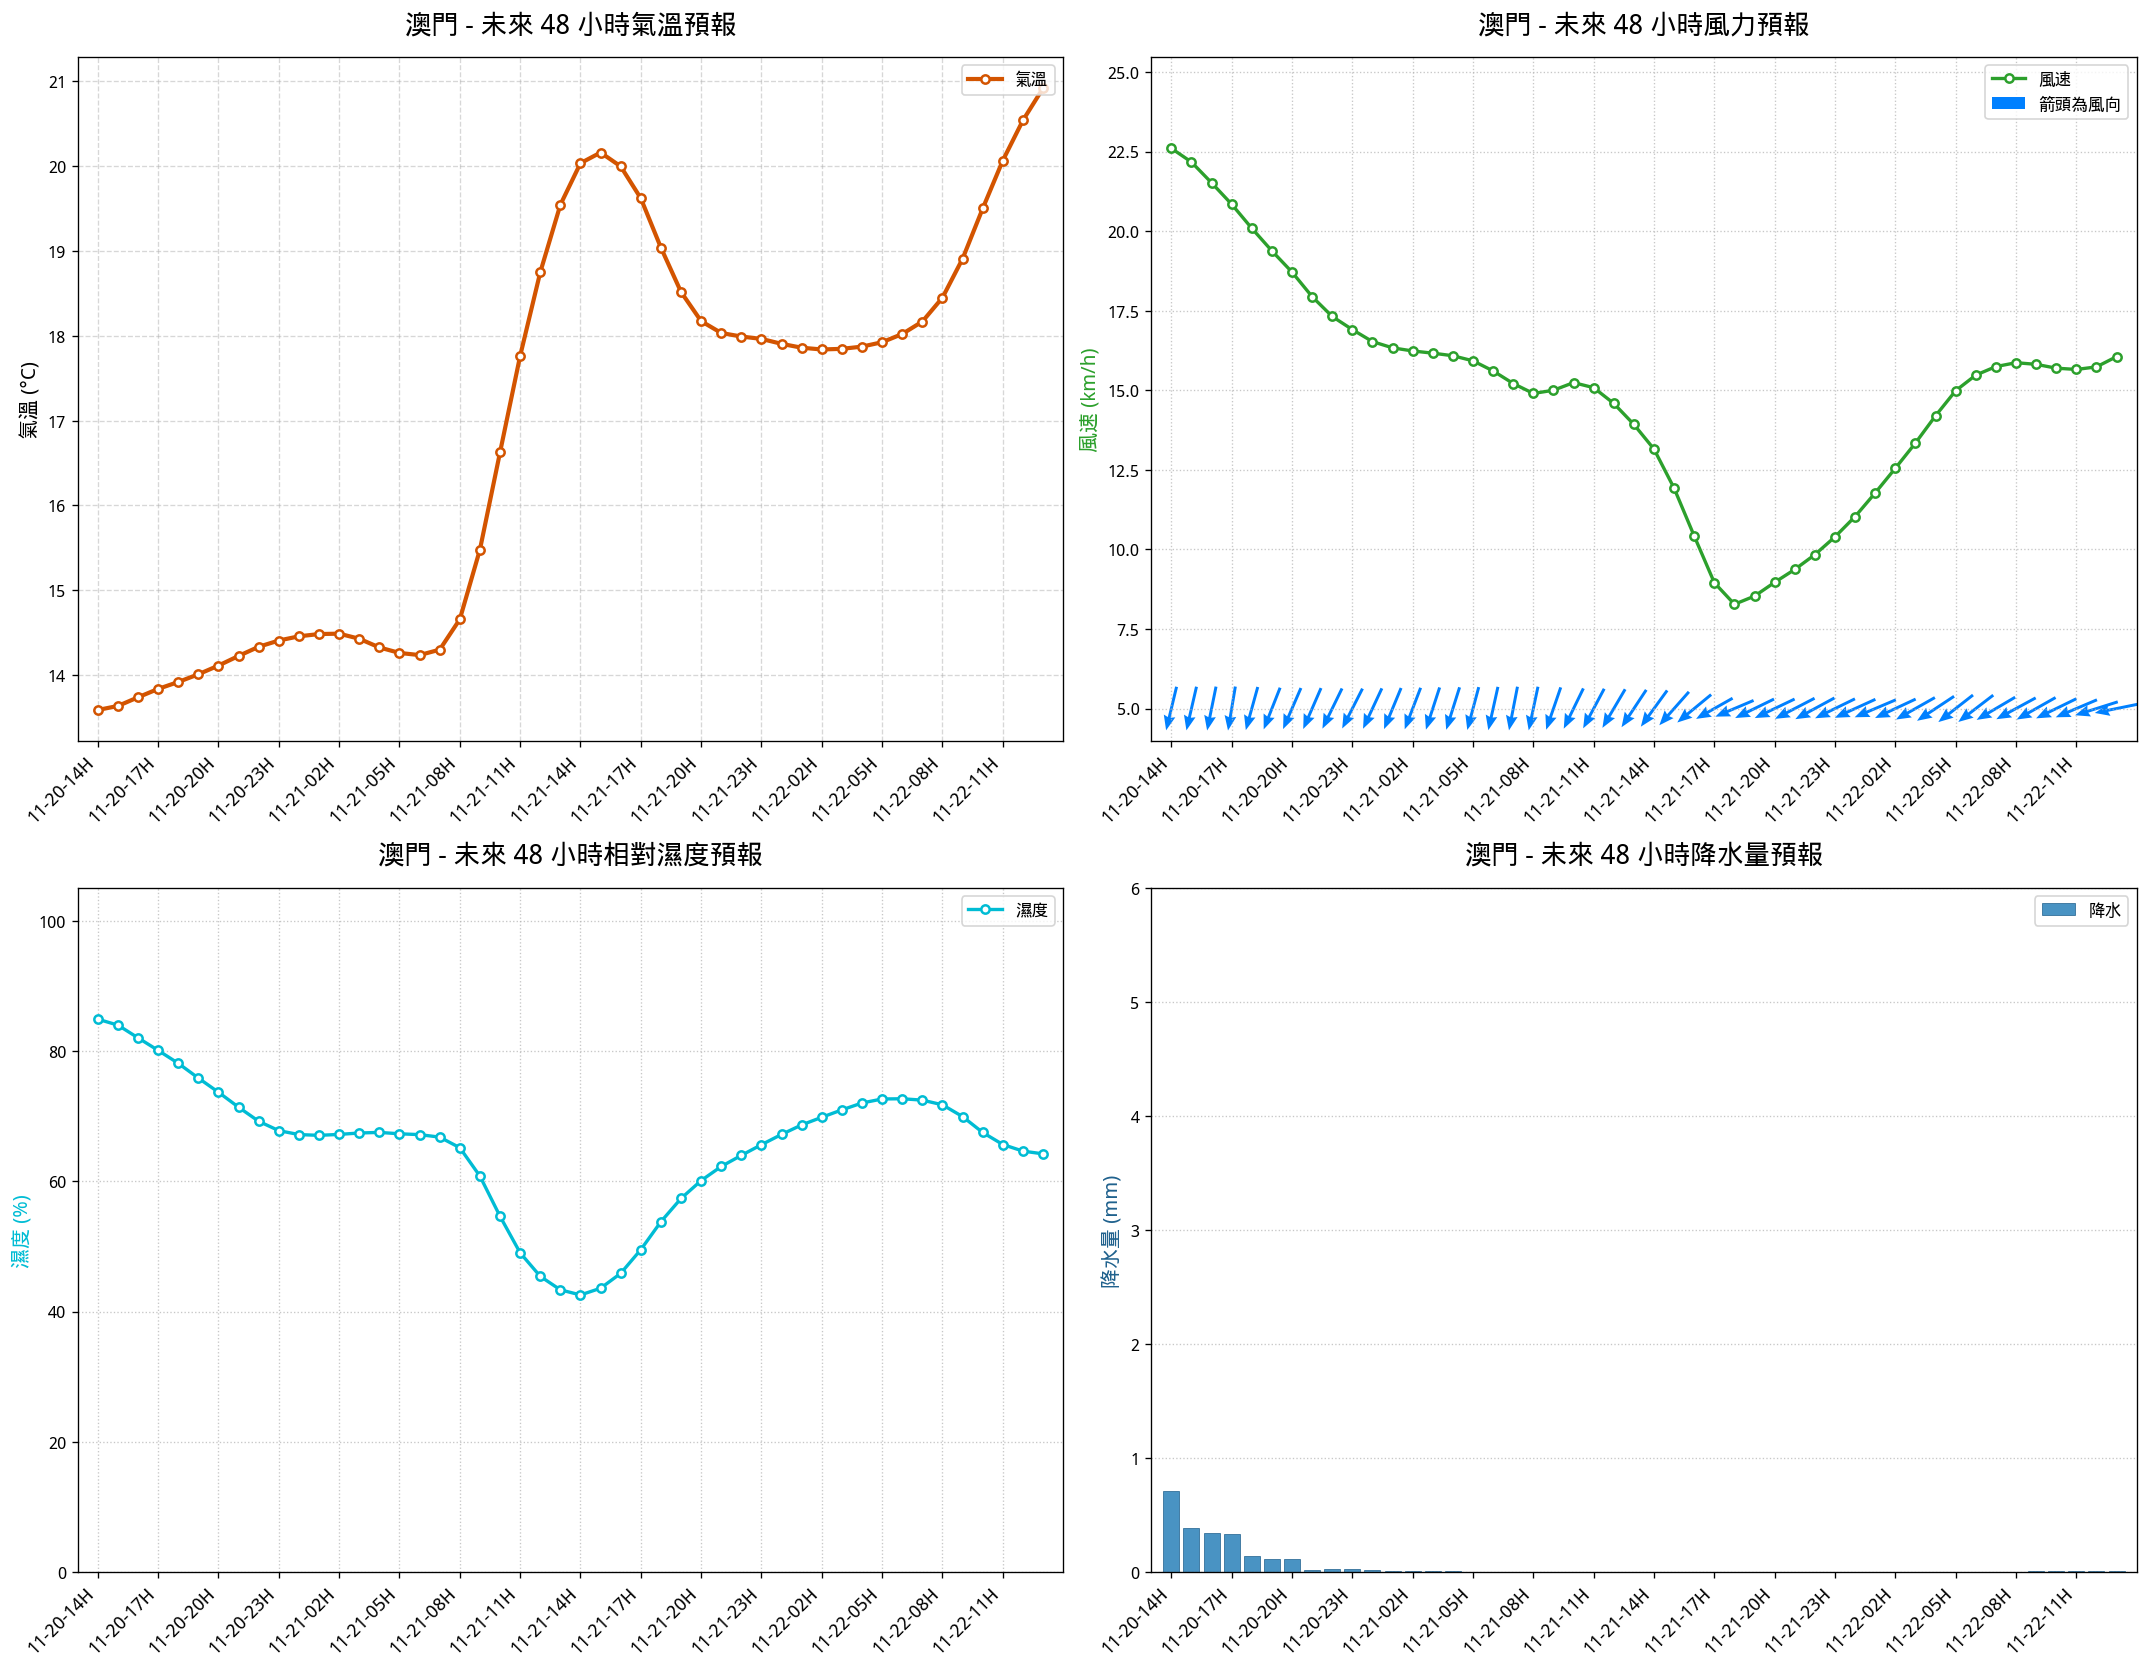 澳門 - 未來 48 小時氣溫預報
氣溫
21
20
19
18
17
16
15
14
氣溫 (°C)
11-20-14H
11-20-17H
11-20-20H
11-20-23H
11-21-02H
11-21-05H
11-21-08H
11-21-11H
11-21-14H
11-21-17H
11-21-20H
11-21-23H
11-22-02H
11-22-05H
11-22-08H
11-22-11H
澳門 - 未來 48 小時風力預報
風速
箭頭為風向
25.0
22.5
20.0
17.5
15.0
12.5
10.0
7.5
5.0
風速 (km/h)
11-20-14H
11-20-17H
11-20-20H
11-20-23H
11-21-02H
11-21-05H
11-21-08H
11-21-11H
11-21-14H
11-21-17H
11-21-20H
11-21-23H
11-22-02H
11-22-05H
11-22-08H
11-22-11H
澳門 - 未來 48 小時相對濕度預報
濕度
100
80
60
40
20
0
濕度 (%)
11-20-14H
11-20-17H
11-20-20H
11-20-23H
11-21-02H
11-21-05H
11-21-08H
11-21-11H
11-21-14H
11-21-17H
11-21-20H
11-21-23H
11-22-02H
11-22-05H
11-22-08H
11-22-11H
澳門 - 未來 48 小時降水量預報
降水
6
5
4
3
2
1
0
降水量 (mm)
11-20-14H
11-20-17H
11-20-20H
11-20-23H
11-21-02H
11-21-05H
11-21-08H
11-21-11H
11-21-14H
11-21-17H
11-21-20H
11-21-23H
11-22-02H
11-22-05H
11-22-08H
11-22-11H